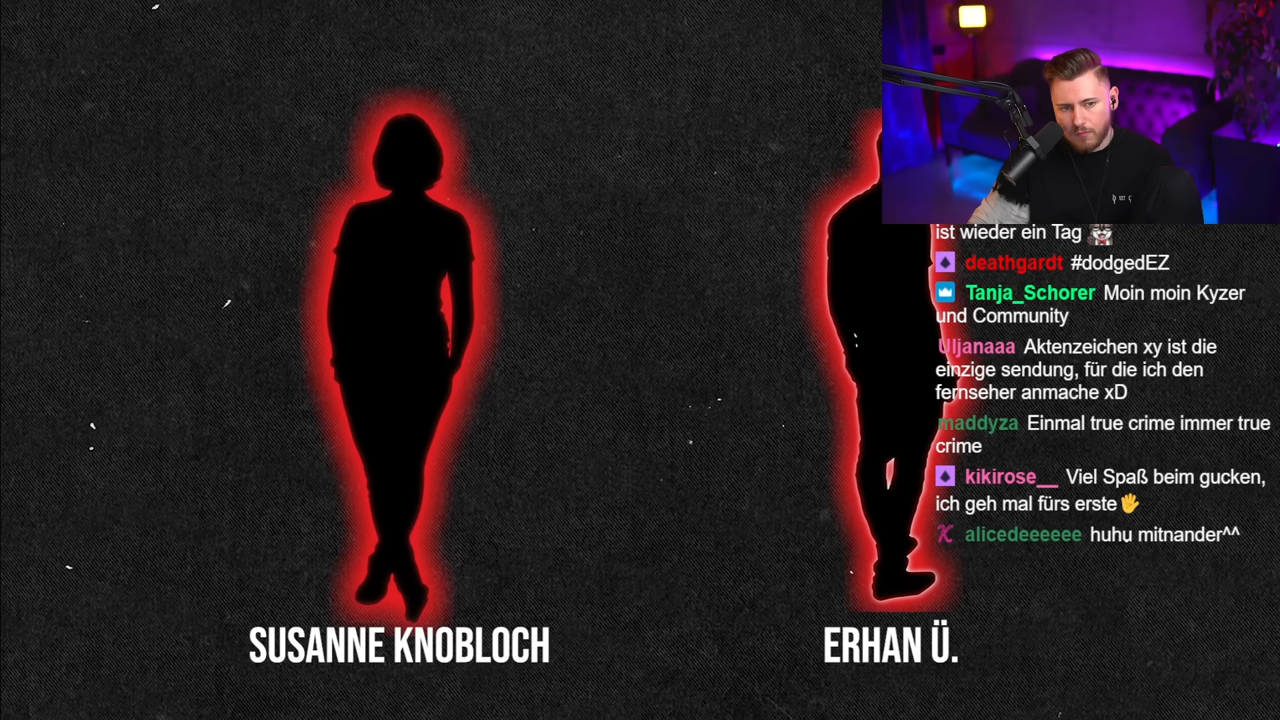 ist wieder ein Tag
deathgardt #dodgedEZ
Tanja_Schorer Moin moin Kyzer
und Community
Uljanaaa Aktenzeichen xy ist die
einzige sendung, für die ich den
fernseher anmache xD
maddyza Einmal true crime immer true
crime
kikirose__ Viel Spaß beim gucken,
ich geh mal fürs erste🖐
alicedeeeeee huhu mitnander^^
SUSANNE KNOBLOCH
ERHAN Ü.